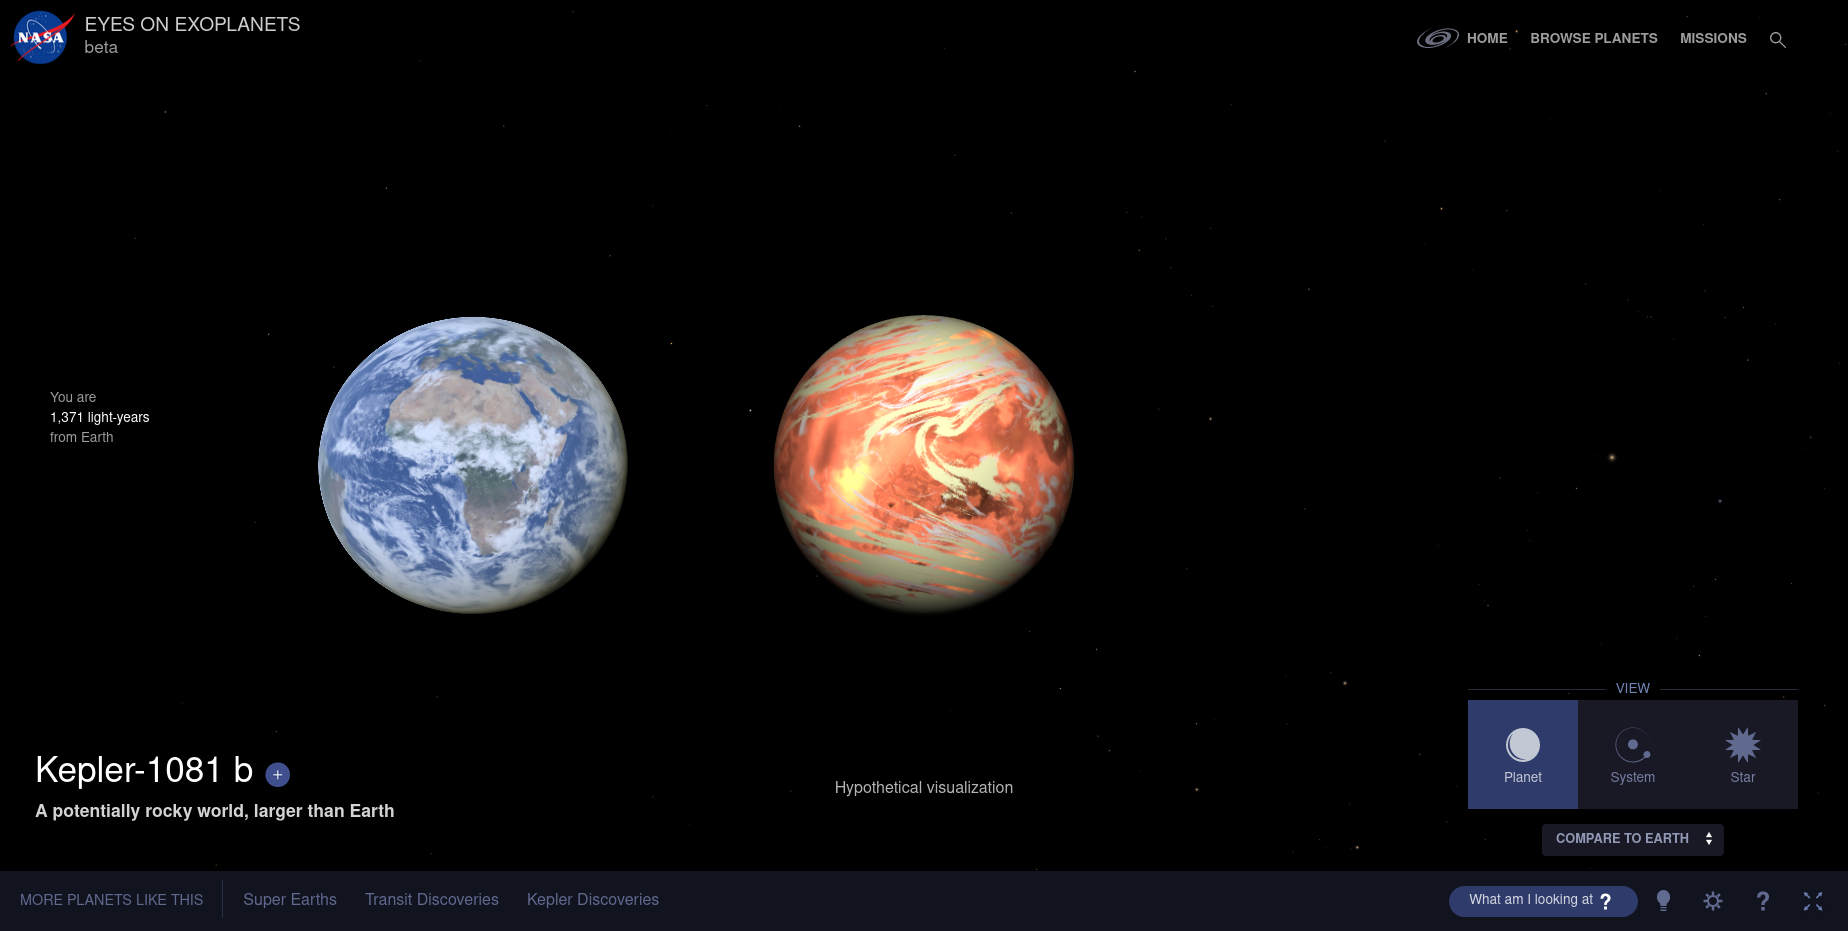 NASA
EYES ON EXOPLANETS
beta
HOME
BROWSE PLANETS
MISSIONS
You are
1,371 light-years
from Earth
Kepler-1081 b +
A potentially rocky world, larger than Earth
Hypothetical visualization
VIEW
Planet
System
Star
COMPARE TO EARTH
MORE PLANETS LIKE THIS
Super Earths
Transit Discoveries
Kepler Discoveries
What am I looking at ?
?